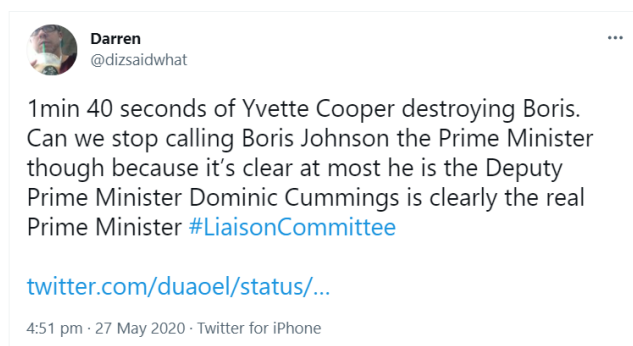 Darren
@dizsaidwhat
1min 40 seconds of Yvette Cooper destroying Boris.
Can we stop calling Boris Johnson the Prime Minister
though because it’s clear at most he is the Deputy
Prime Minister Dominic Cummings is clearly the real
Prime Minister #LiaisonCommittee
twitter.com/duaoel/status/...
4:51 pm · 27 May 2020 · Twitter for iPhone